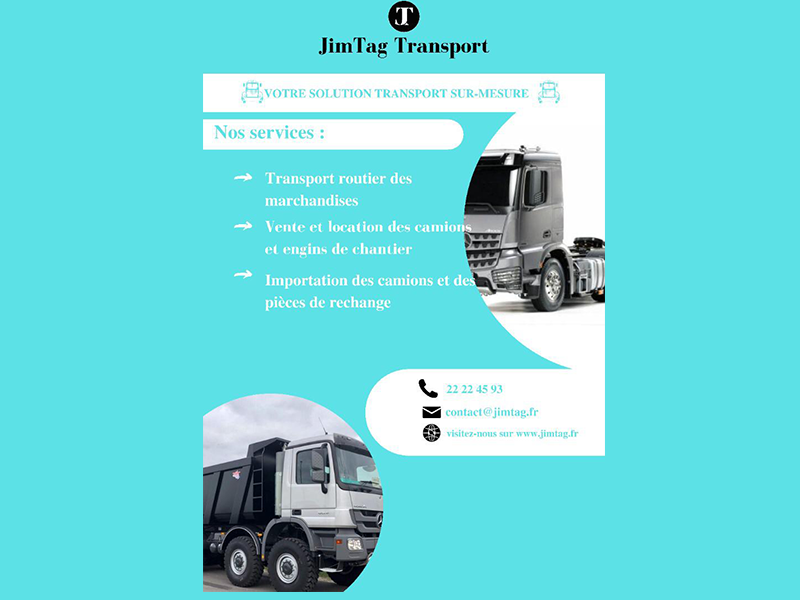 JT
JimTag Transport
VOTRE SOLUTION TRANSPORT SUR-MESURE
Nos services :
Transport routier des
marchandises
Vente et location des camions
et engins de chantier
Importation des camions et des
pièces de rechange
22 22 45 93
contact@jimtag.fr
visitez-nous sur www.jimtag.fr